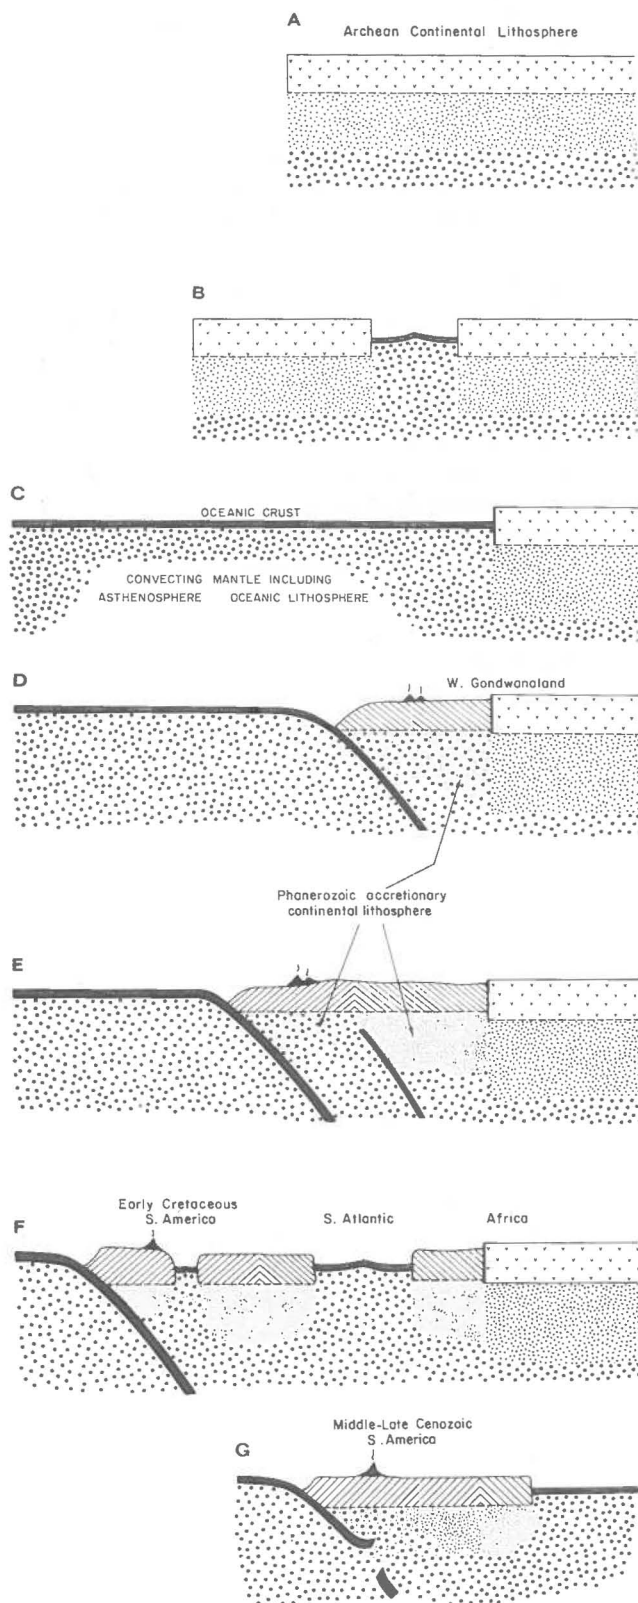 A
Archean Continental Lithosphere
B
C
OCEANIC CRUST
CONVECTING MANTLE INCLUDING
ASTHENOSPHERE OCEANIC LITHOSPHERE
D
W. Gondwanaland
Phanerozoic accretionary
continental lithosphere
E
F
Early Cretaceous
S. America
S. Atlantic
Africa
G
Middle-Late Cenozoic
S. America